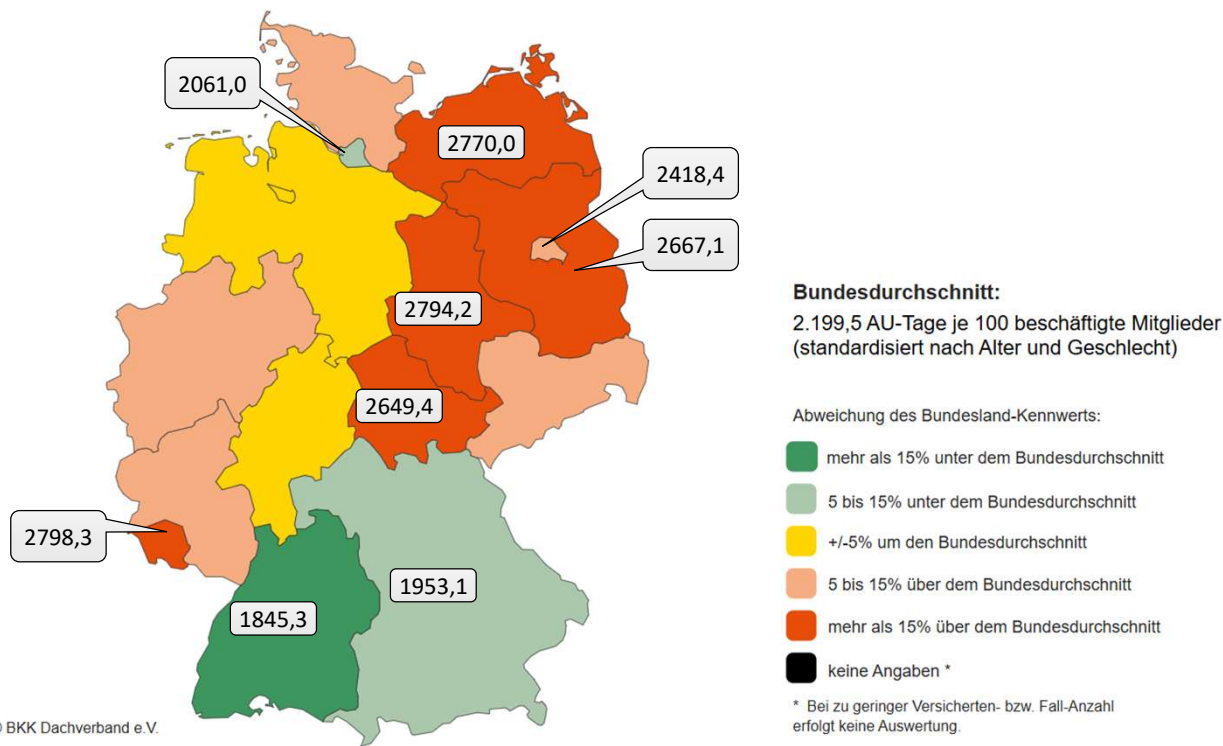 2061,0
2770,0
2418,4
2667,1
2794,2
2649,4
2798,3
1953,1
1845,3
© BKK Dachverband e.V.
Bundesdurchschnitt:
2.199,5 AU-Tage je 100 beschäftigte Mitglieder
(standardisiert nach Alter und Geschlecht)
Abweichung des Bundesland-Kennwerts:
mehr als 15% unter dem Bundesdurchschnitt
5 bis 15% unter dem Bundesdurchschnitt
+/-5% um den Bundesdurchschnitt
5 bis 15% über dem Bundesdurchschnitt
mehr als 15% über dem Bundesdurchschnitt
keine Angaben *
* Bei zu geringer Versicherten- bzw. Fall-Anzahl
erfolgt keine Auswertung.